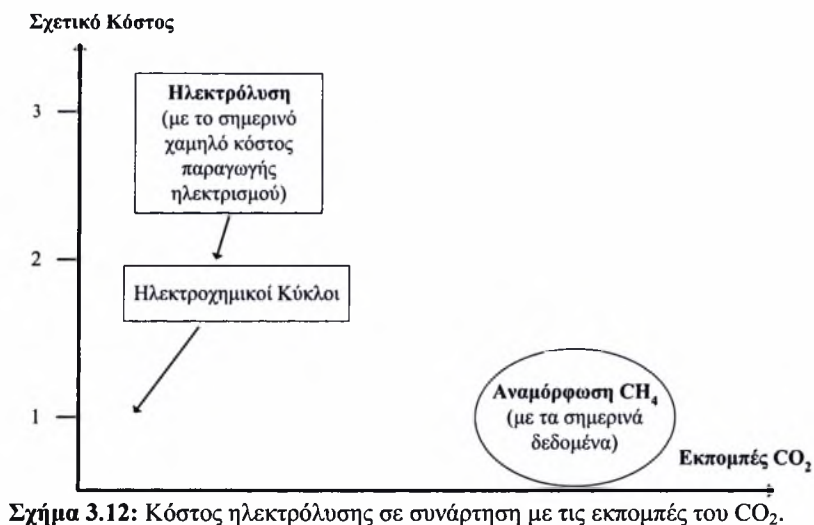 Σχετικό Κόστος
3
Ηλεκτρόλυση
(με το σημερινό
χαμηλό κόστος
παραγωγής
ηλεκτρισμού)
2
Ηλεκτροχημικοί Κύκλοι
1
Αναμόρφωση CH₄
(με τα σημερινά
δεδομένα)
Εκπομπές CO₂
Σχήμα 3.12: Κόστος ηλεκτρόλυσης σε συνάρτηση με τις εκπομπές του CO₂.